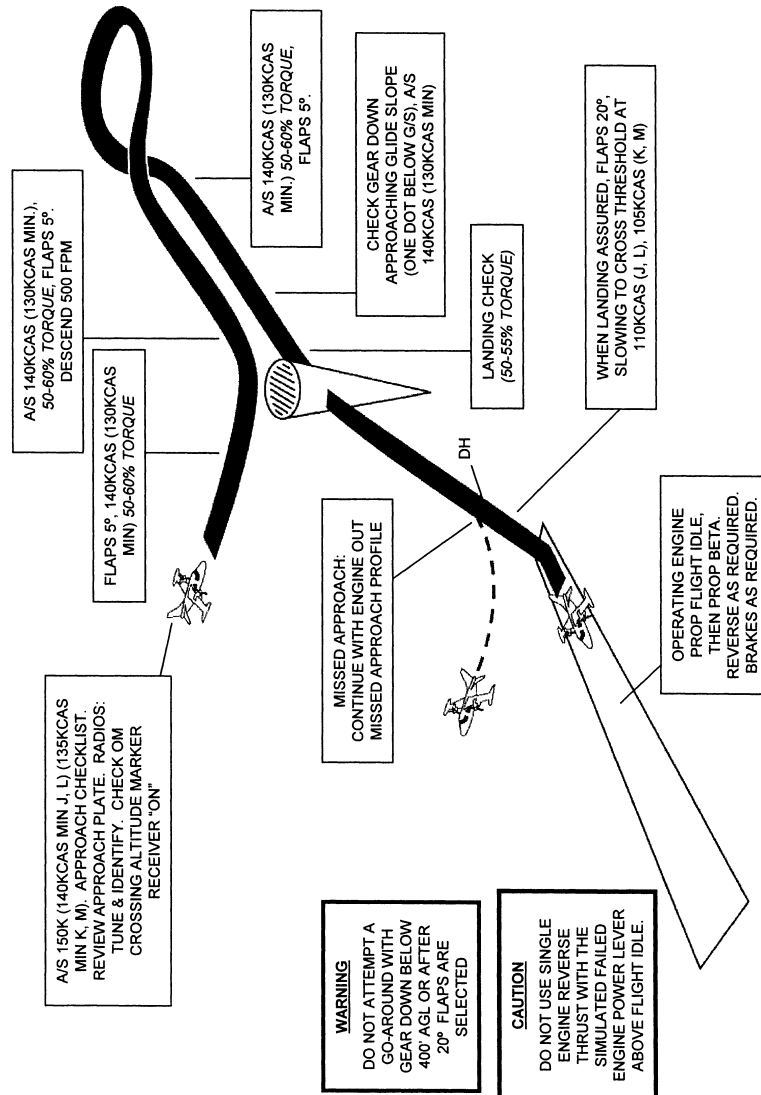 A/S 150K (140KCAS MIN J, L) (135KCAS
MIN K, M). APPROACH CHECKLIST.
REVIEW APPROACH PLATE. RADIOS:
TUNE & IDENTIFY. CHECK OM
CROSSING ALTITUDE MARKER
RECEIVER "ON"
FLAPS 5º, 140KCAS (130KCAS
MIN) 50-60% TORQUE
A/S 140KCAS (130KCAS MIN.),
50-60% TORQUE, FLAPS 5º.
DESCEND 500 FPM
A/S 140KCAS (130KCAS
MIN.) 50-60% TORQUE,
FLAPS 5º.
CHECK GEAR DOWN
APPROACHING GLIDE SLOPE
(ONE DOT BELOW G/S), A/S
140KCAS (130KCAS MIN)
LANDING CHECK
(50-55% TORQUE)
MISSED APPROACH:
CONTINUE WITH ENGINE OUT
MISSED APPROACH PROFILE
DH
WHEN LANDING ASSURED, FLAPS 20º,
SLOWING TO CROSS THRESHOLD AT
110KCAS (J, L), 105KCAS (K, M)
OPERATING ENGINE
PROP FLIGHT IDLE,
THEN PROP BETA.
REVERSE AS REQUIRED.
BRAKES AS REQUIRED.
WARNING
DO NOT ATTEMPT A
GO-AROUND WITH
GEAR DOWN BELOW
400' AGL OR AFTER
20º FLAPS ARE
SELECTED
CAUTION
DO NOT USE SINGLE
ENGINE REVERSE
THRUST WITH THE
SIMULATED FAILED
ENGINE POWER LEVER
ABOVE FLIGHT IDLE.